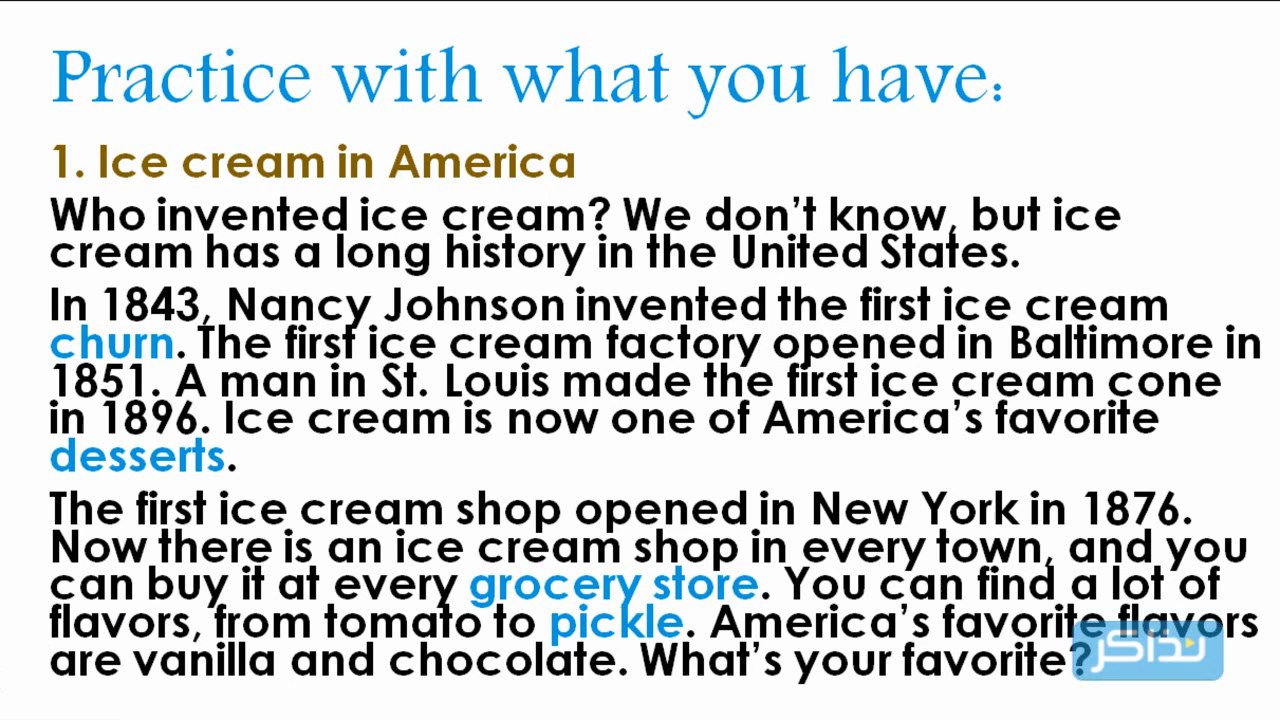 Practice with what you have:
1. Ice cream in America
Who invented ice cream? We don't know, but ice
cream has a long history in the United States.
In 1843, Nancy Johnson invented the first ice cream
churn. The first ice cream factory opened in Baltimore in
1851. A man in St. Louis made the first ice cream cone
in 1896. Ice cream is now one of America's favorite
desserts.
The first ice cream shop opened in New York in 1876.
Now there is an ice cream shop in every town, and you
can buy it at every grocery store. You can find a lot of
flavors, from tomato to pickle. America's favorite flavors
are vanilla and chocolate. What's your favorite?
نذاكر